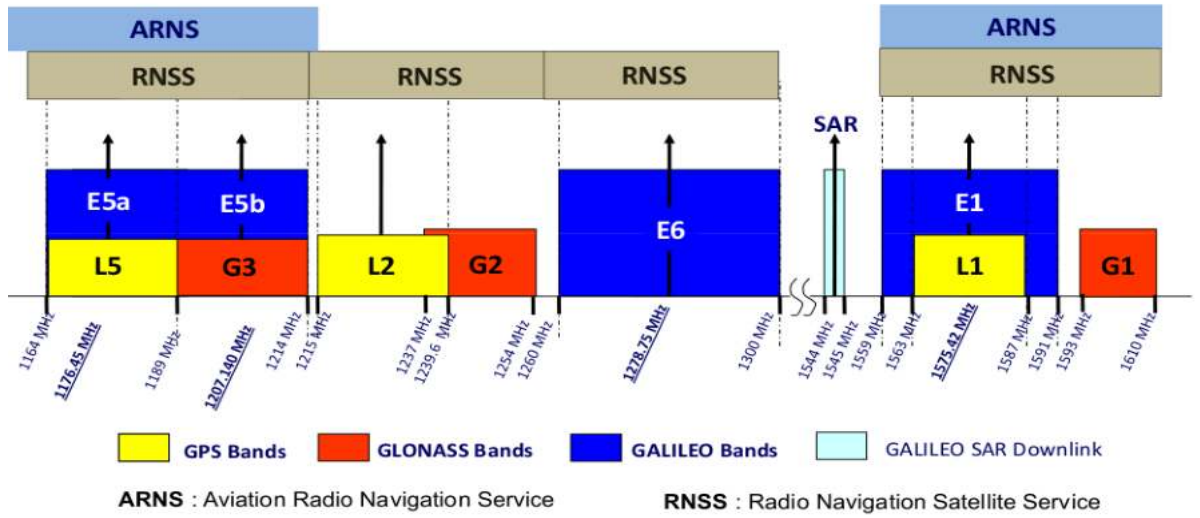 ARNS
ARNS
RNSS
RNSS
RNSS
RNSS
SAR
E5a
E5b
E6
E1
L5
G3
L2
G2
L1
G1
1164 MHz
1176.45 MHz
1189 MHz
1207.140 MHz
1214 MHz
1215 MHz
1237 MHz
1239.6 MHz
1254 MHz
1260 MHz
1278.75 MHz
1300 MHz
1544 MHz
1545 MHz
1559 MHz
1563 MHz
1575.42 MHz
1587 MHz
1591 MHz
1593 MHz
1610 MHz
GPS Bands
GLONASS Bands
GALILEO Bands
GALILEO SAR Downlink
ARNS : Aviation Radio Navigation Service
RNSS : Radio Navigation Satellite Service